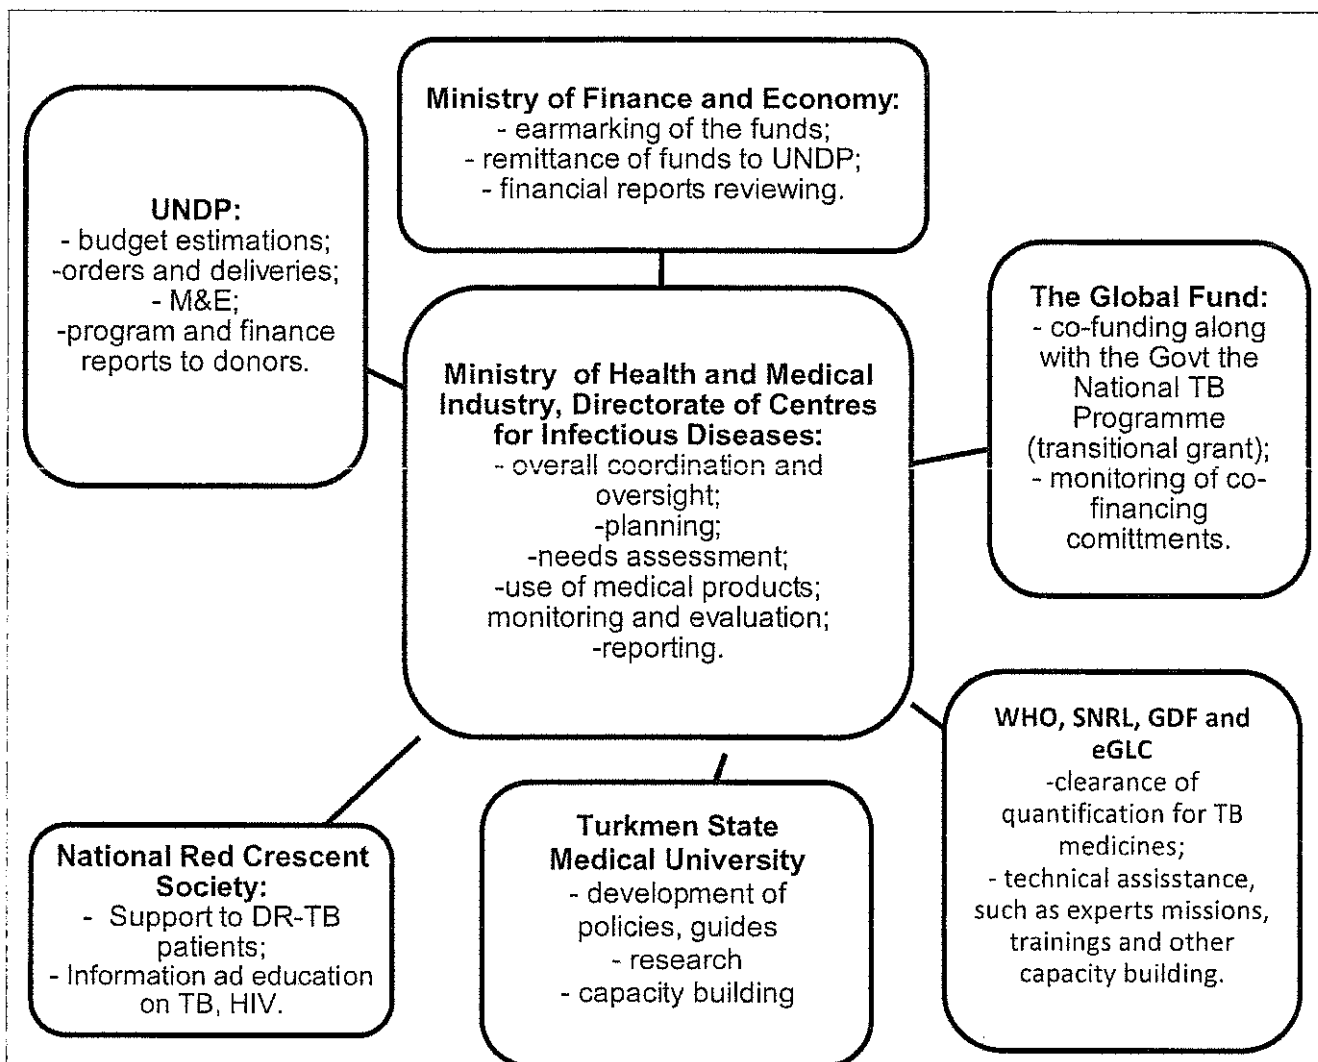 Ministry of Finance and Economy:
- earmarking of the funds;
- remittance of funds to UNDP;
- financial reports reviewing.
UNDP:
- budget estimations;
-orders and deliveries;
- M&E;
-program and finance
reports to donors.
Ministry of Health and Medical
Industry, Directorate of Centres
for Infectious Diseases:
- overall coordination and
oversight;
-planning;
-needs assessment;
-use of medical products;
monitoring and evaluation;
-reporting.
The Global Fund:
- co-funding along
with the Govt the
National TB
Programme
(transitional grant);
- monitoring of co-
financing
comittments.
National Red Crescent
Society:
- Support to DR-TB
patients;
- Information ad education
on TB, HIV.
Turkmen State
Medical University
- development of
policies, guides
- research
- capacity building
WHO, SNRL, GDF and
eGLC
-clearance of
quantification for TB
medicines;
- technical assisstance,
such as experts missions,
trainings and other
capacity building.